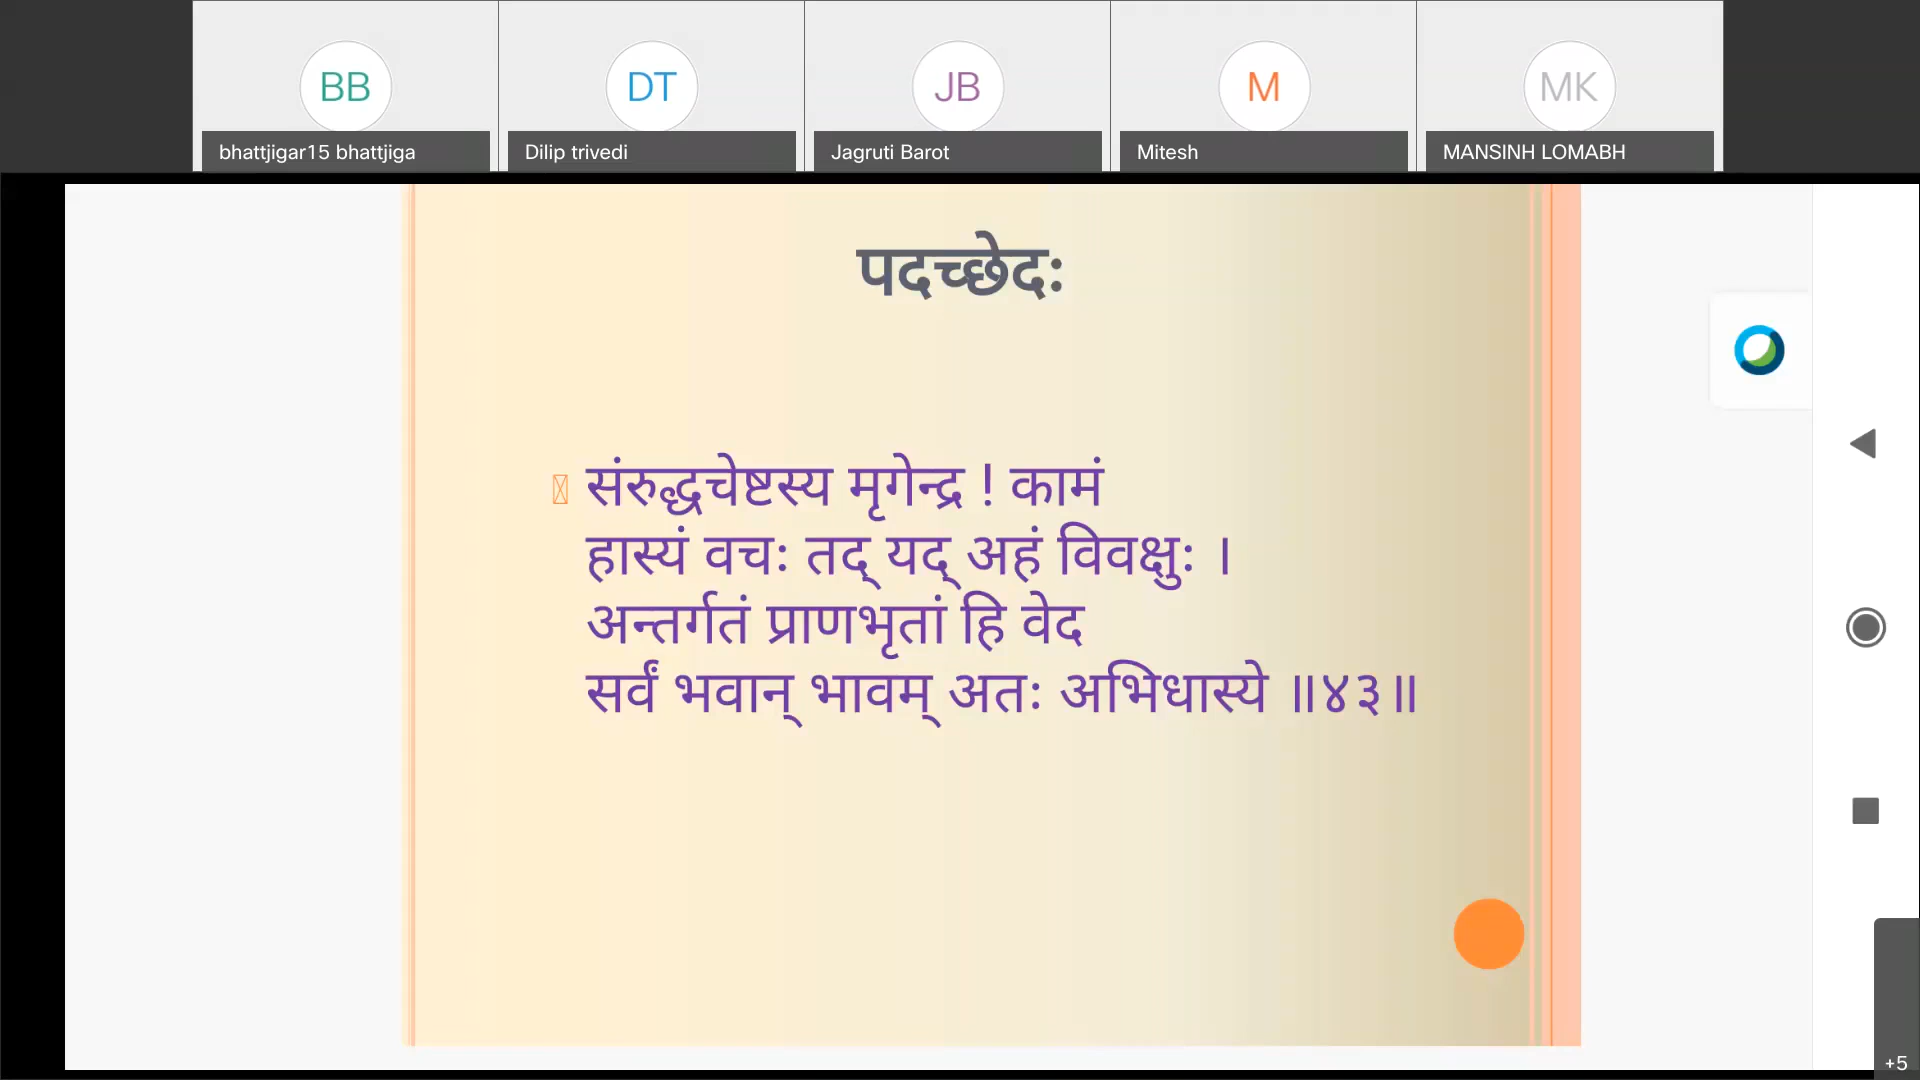 BB
DT
JB
M
MK
bhattjigar15 bhattjiga
Dilip trivedi
Jagruti Barot
Mitesh
MANSINH LOMABH
पदच्छेदः
संरुद्धचेष्टस्य मृगेन्द्र ! कामं
हास्यं वचः तद् यद् अहं विवक्षुः ।
अन्तर्गतं प्राणभृतां हि वेद
सर्वं भवान् भावम् अतः अभिधास्ये ॥४३॥
+5